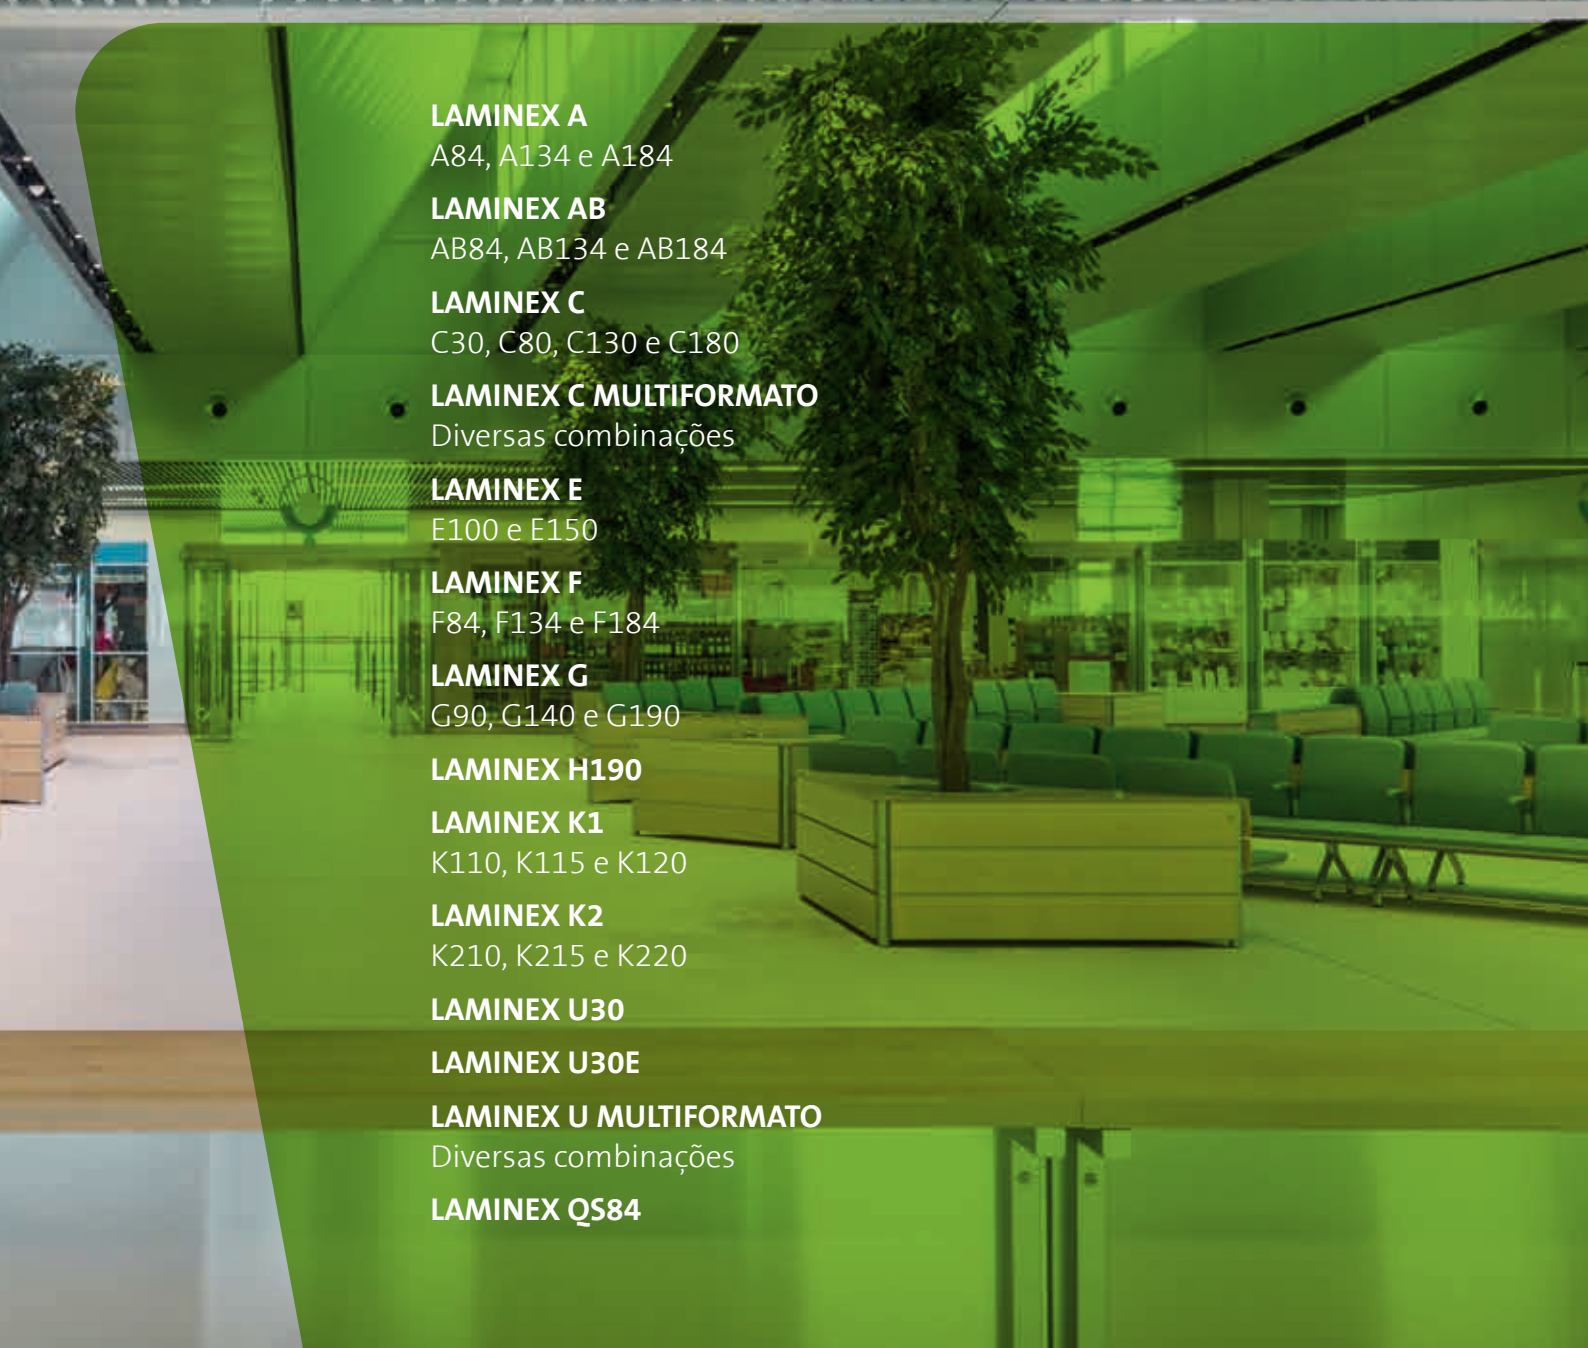 LAMINEX A
A84, A134 e A184
LAMINEX AB
AB84, AB134 e AB184
LAMINEX C
C30, C80, C130 e C180
LAMINEX C MULTIFORMATO
Diversas combinações
LAMINEX E
E100 e E150
LAMINEX F
F84, F134 e F184
LAMINEX G
G90, G140 e G190
LAMINEX H190
LAMINEX K1
K110, K115 e K120
LAMINEX K2
K210, K215 e K220
LAMINEX U30
LAMINEX U30E
LAMINEX U MULTIFORMATO
Diversas combinações
LAMINEX QS84